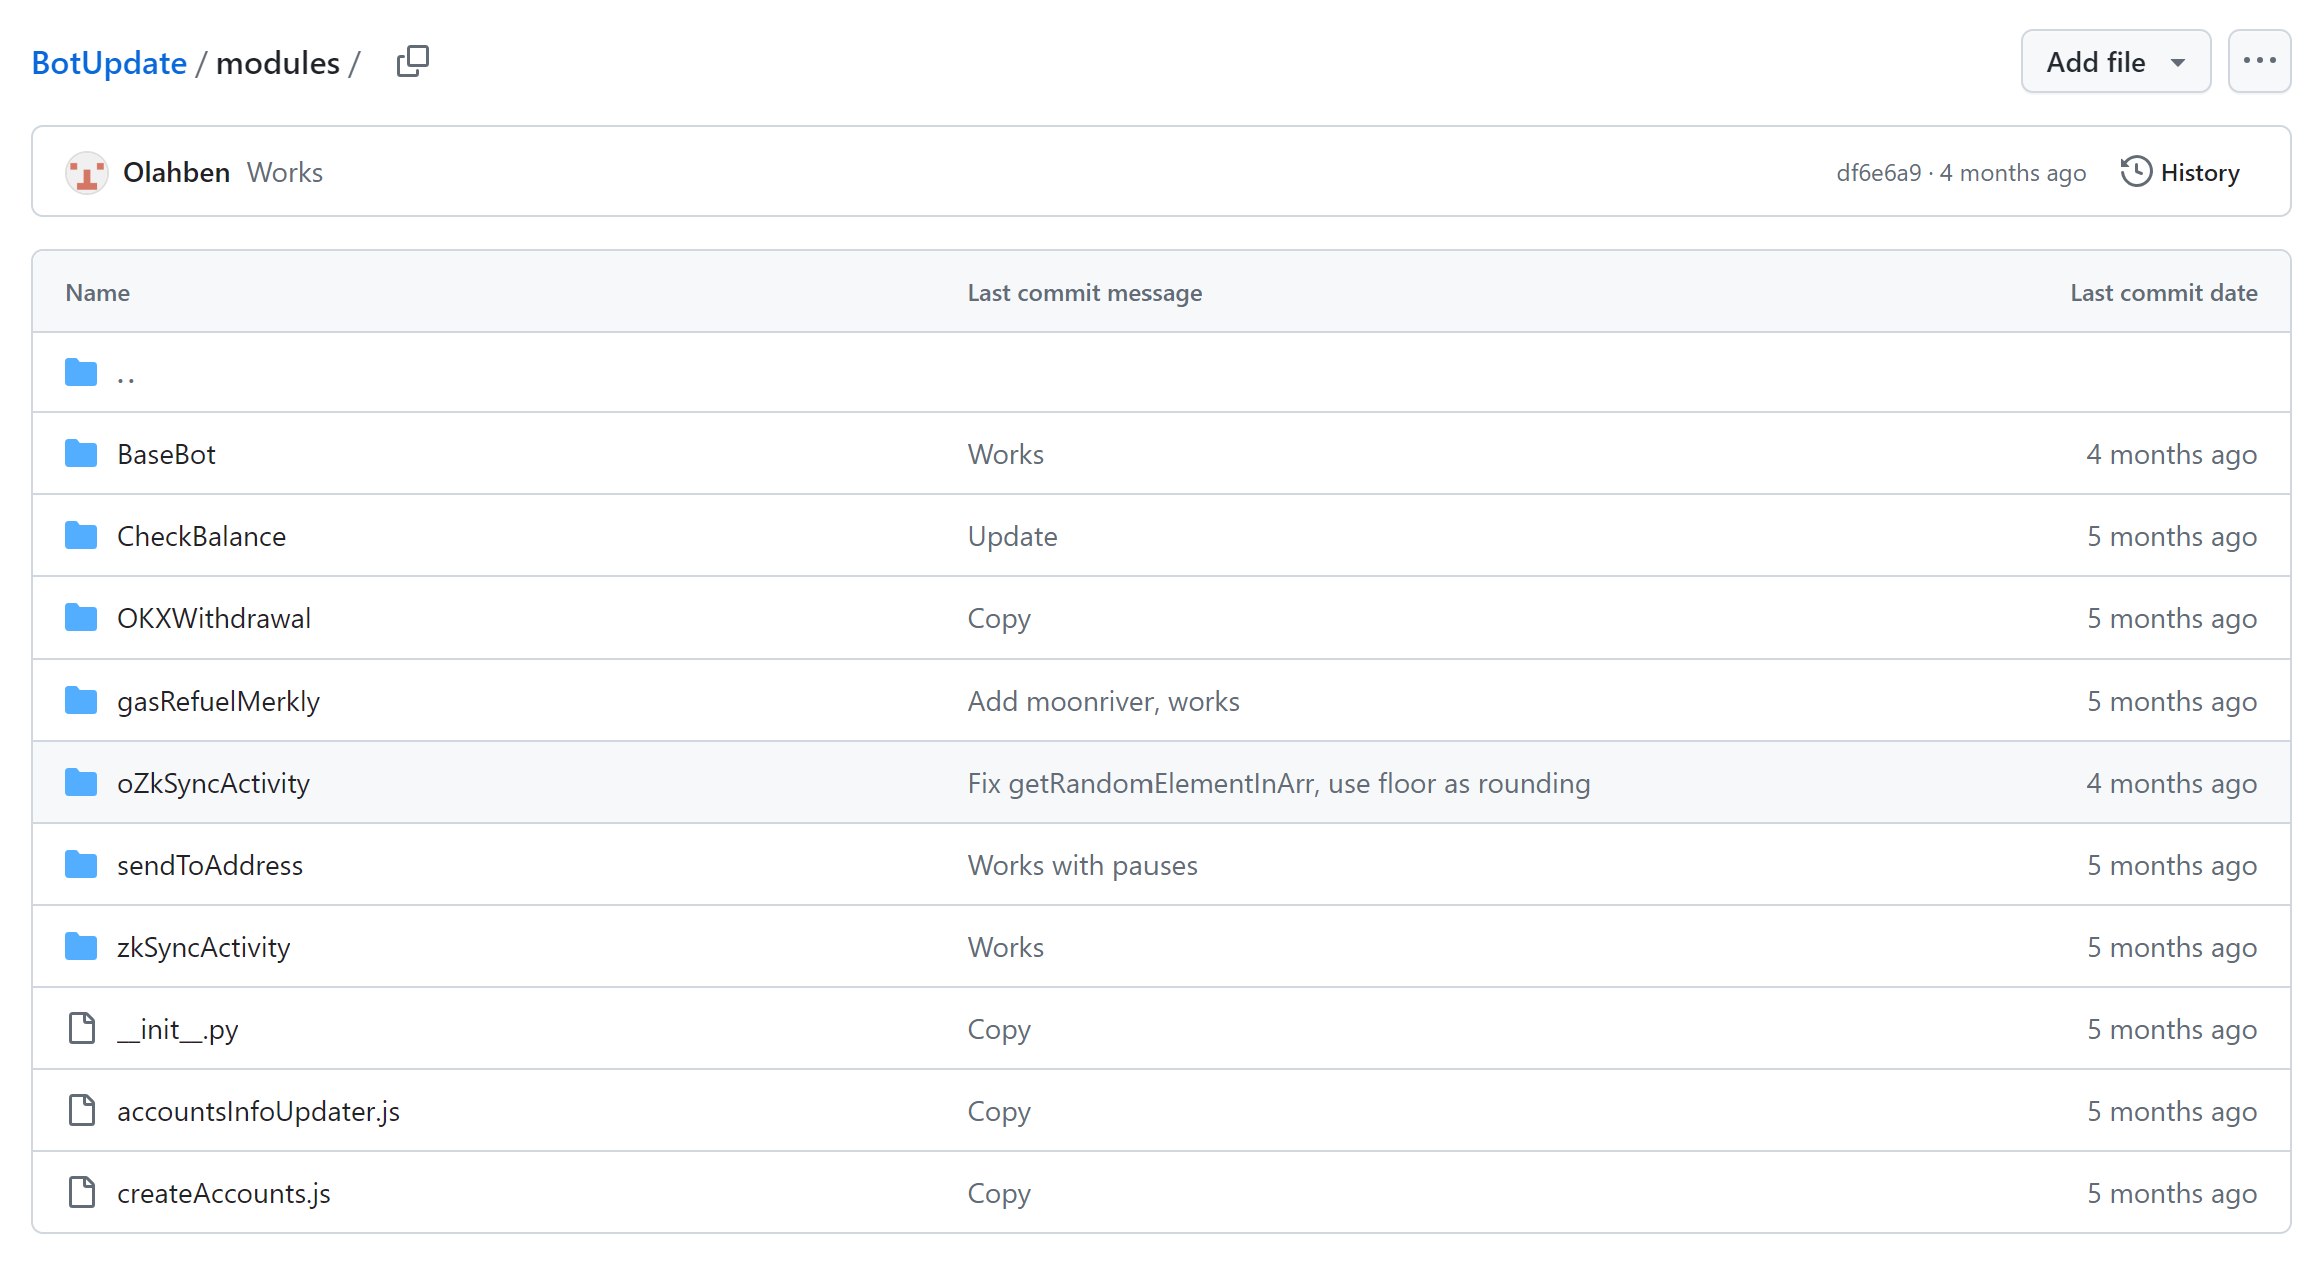 BotUpdate / modules /
Add file
Olahben Works df6e6a9 · 4 months ago History
Name Last commit message Last commit date
..
BaseBot Works 4 months ago
CheckBalance Update 5 months ago
OKXWithdrawal Copy 5 months ago
gasRefuelMerkly Add moonriver, works 5 months ago
oZkSyncActivity Fix getRandomElementInArr, use floor as rounding 4 months ago
sendToAddress Works with pauses 5 months ago
zkSyncActivity Works 5 months ago
__init__.py Copy 5 months ago
accountsInfoUpdater.js Copy 5 months ago
createAccounts.js Copy 5 months ago